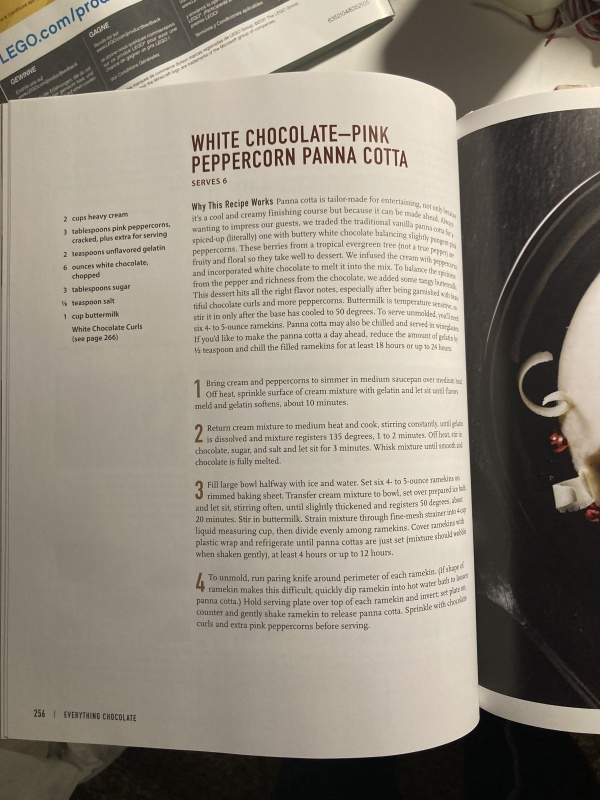 LEGO.com/prod
GAGNE
GEWINNE
Términos y Condiciones aplicables
Voir Conditions Générales
WHITE CHOCOLATE–PINK
PEPPERCORN PANNA COTTA
SERVES 6
2 cups heavy cream
3 tablespoons pink peppercorns,
cracked, plus extra for serving
2 teaspoons unflavored gelatin
6 ounces white chocolate,
chopped
3 tablespoons sugar
⅛ teaspoon salt
1 cup buttermilk
White Chocolate Curls
(see page 266)
Why This Recipe Works Panna cotta is tailor-made for entertaining, not only because
it's a cool and creamy finishing course but because it can be made ahead. Always
wanting to impress our guests, we traded the traditional vanilla panna cotta for a
spiced-up (literally) one with buttery white chocolate balancing slightly pungent pink
peppercorns. These berries from a tropical evergreen tree (not a true pepper) are
fruity and floral so they take well to dessert. We infused the cream with peppercorns
and incorporated white chocolate to melt it into the mix. To balance the spiciness
from the pepper and richness from the chocolate, we added some tangy buttermilk.
This dessert hits all the right flavor notes, especially after being garnished with beau-
tiful chocolate curls and more peppercorns. Buttermilk is temperature sensitive, so
stir it in only after the base has cooled to 50 degrees. To serve unmolded, you'll need
six 4- to 5-ounce ramekins. Panna cotta may also be chilled and served in wineglasses.
If you'd like to make the panna cotta a day ahead, reduce the amount of gelatin by
½ teaspoon and chill the filled ramekins for at least 18 hours or up to 24 hours.
1 Bring cream and peppercorns to simmer in medium saucepan over medium heat.
Off heat, sprinkle surface of cream mixture with gelatin and let sit until flavors
meld and gelatin softens, about 10 minutes.
2 Return cream mixture to medium heat and cook, stirring constantly, until gelatin
is dissolved and mixture registers 135 degrees, 1 to 2 minutes. Off heat, stir in
chocolate, sugar, and salt and let sit for 3 minutes. Whisk mixture until smooth and
chocolate is fully melted.
3 Fill large bowl halfway with ice and water. Set six 4- to 5-ounce ramekins on
rimmed baking sheet. Transfer cream mixture to bowl, set over prepared ice bath,
and let sit, stirring often, until slightly thickened and registers 50 degrees, about
20 minutes. Stir in buttermilk. Strain mixture through fine-mesh strainer into 4-cup
liquid measuring cup, then divide evenly among ramekins. Cover ramekins with
plastic wrap and refrigerate until panna cottas are just set (mixture should wobble
when shaken gently), at least 4 hours or up to 12 hours.
4 To unmold, run paring knife around perimeter of each ramekin. (If shape of
ramekin makes this difficult, quickly dip ramekin into hot water bath to loosen
panna cotta.) Hold serving plate over top of each ramekin and invert; set plate on
counter and gently shake ramekin to release panna cotta. Sprinkle with chocolate
curls and extra pink peppercorns before serving.
256 | EVERYTHING CHOCOLATE